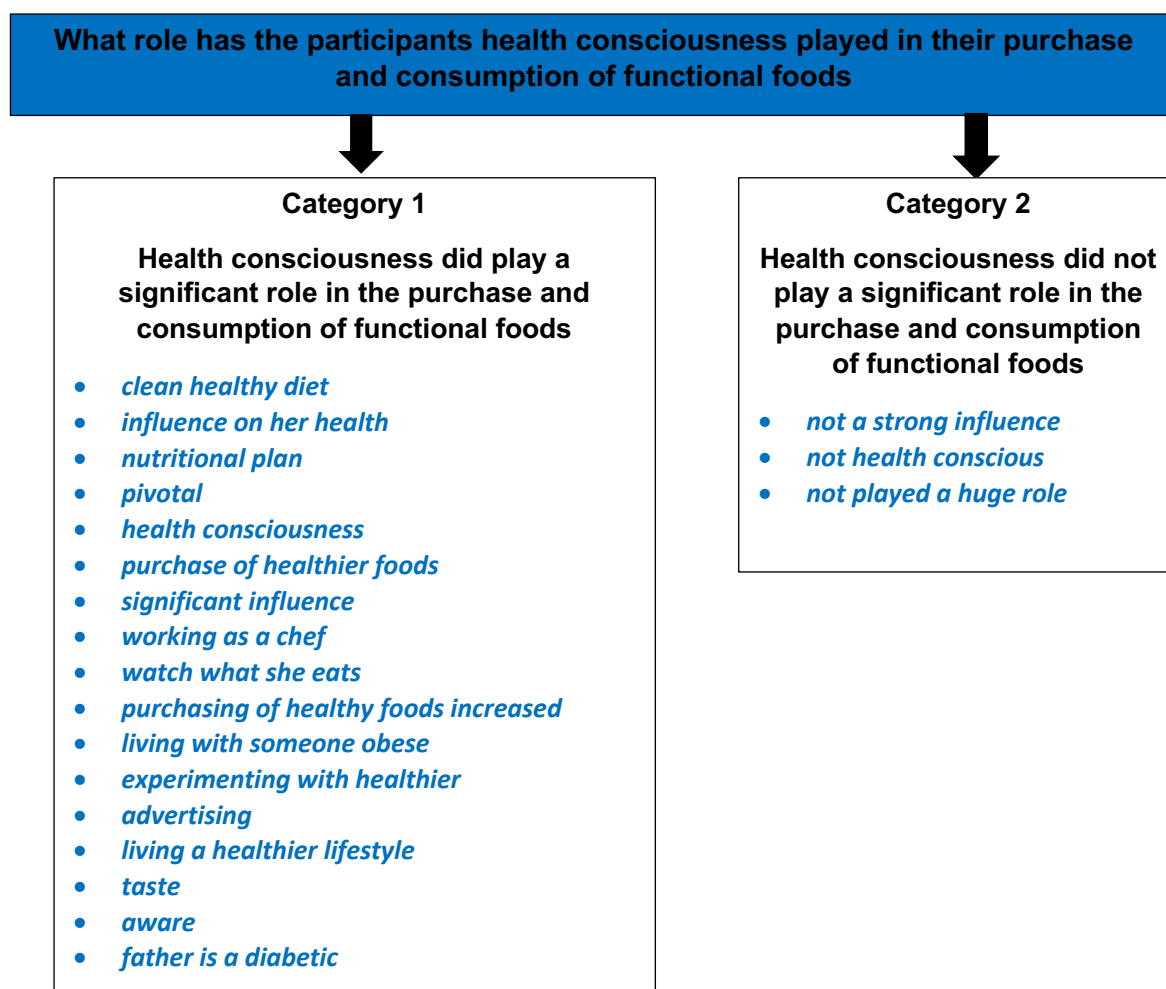 What role has the participants health consciousness played in their purchase
and consumption of functional foods
Category 1
Health consciousness did play a
significant role in the purchase and
consumption of functional foods
• clean healthy diet
• influence on her health
• nutritional plan
• pivotal
• health consciousness
• purchase of healthier foods
• significant influence
• working as a chef
• watch what she eats
• purchasing of healthy foods increased
• living with someone obese
• experimenting with healthier
• advertising
• living a healthier lifestyle
• taste
• aware
• father is a diabetic
Category 2
Health consciousness did not
play a significant role in the
purchase and consumption
of functional foods
• not a strong influence
• not health conscious
• not played a huge role